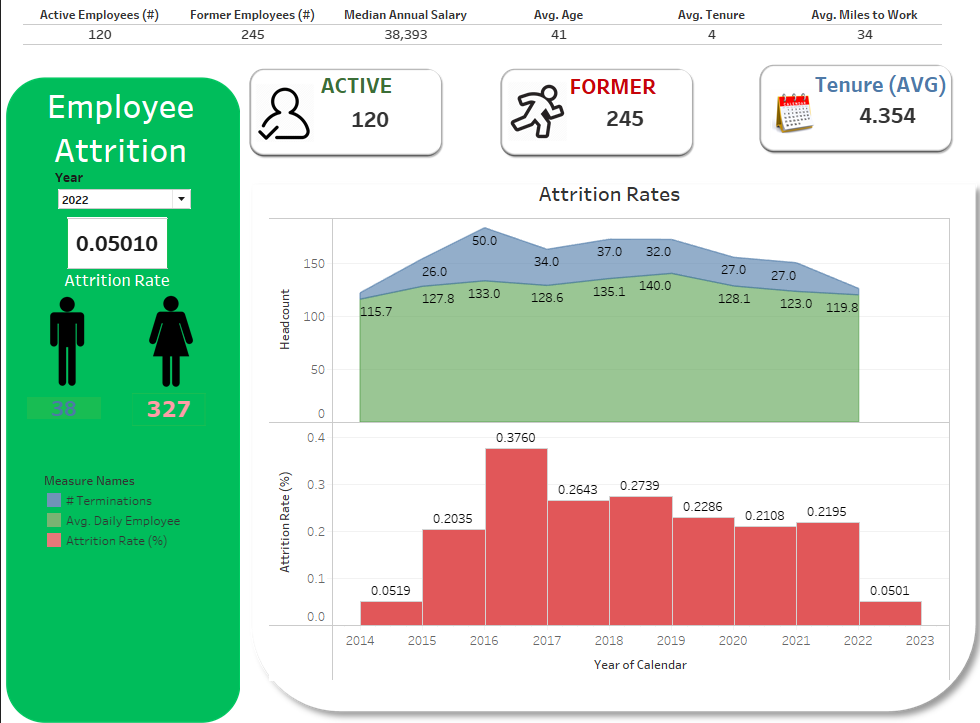 Active Employees (#) Former Employees (#) Median Annual Salary Avg. Age Avg. Tenure Avg. Miles to Work
120 245 38,393 41 4 34
Employee
Attrition
Year
2022
0.05010
Attrition Rate
38 327
Measure Names
# Terminations
Avg. Daily Employee
Attrition Rate (%)
ACTIVE
120
FORMER
245
Tenure (AVG)
4.354
Attrition Rates
Headcount
150
100
50
0
50.0
26.0 34.0 37.0 32.0 27.0 27.0
115.7 127.8 133.0 128.6 135.1 140.0 128.1 123.0 119.8
Attrition Rate (%)
0.4
0.3
0.2
0.1
0.0
0.0519 0.2035 0.3760 0.2643 0.2739 0.2286 0.2108 0.2195 0.0501
2014 2015 2016 2017 2018 2019 2020 2021 2022 2023
Year of Calendar